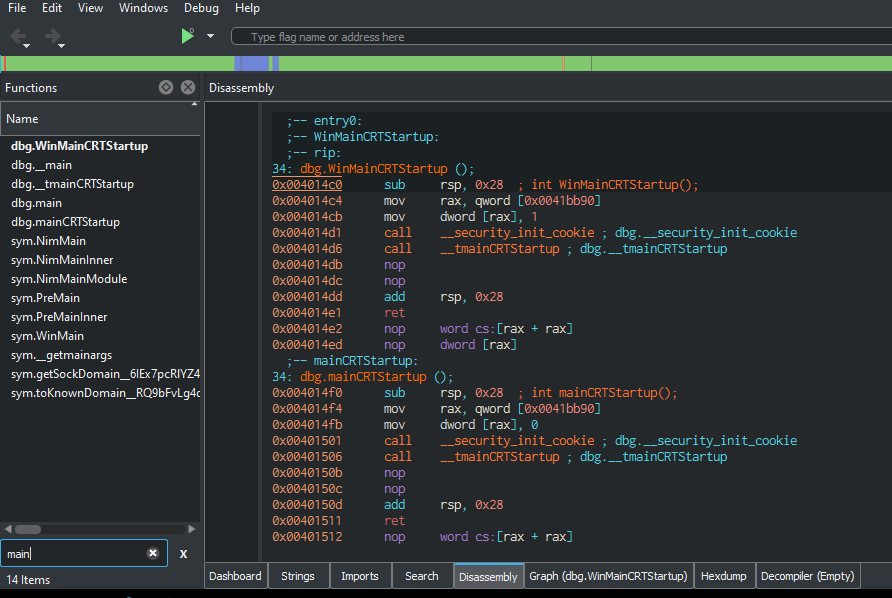 File Edit View Windows Debug Help
Type flag name or address here
Functions
Name
dbg.WinMainCRTStartup
dbg.__main
dbg.__tmainCRTStartup
dbg.main
dbg.mainCRTStartup
sym.NimMain
sym.NimMainInner
sym.NimMainModule
sym.PreMain
sym.PreMainInner
sym.WinMain
sym.__getmainargs
sym.getSockDomain__6lEx7pcRlYZ4
sym.toKnownDomain__RQ9bFvLg4c
main
x
14 Items
Disassembly
;-- entry0:
;-- WinMainCRTStartup:
;-- rip:
34: dbg.WinMainCRTStartup ();
0x004014c0 sub rsp, 0x28 ; int WinMainCRTStartup();
0x004014c4 mov rax, qword [0x0041bb90]
0x004014cb mov dword [rax], 1
0x004014d1 call __security_init_cookie ; dbg.__security_init_cookie
0x004014d6 call __tmainCRTStartup ; dbg.__tmainCRTStartup
0x004014db nop
0x004014dc nop
0x004014dd add rsp, 0x28
0x004014e1 ret
0x004014e2 nop word cs:[rax + rax]
0x004014ed nop dword [rax]
;-- mainCRTStartup:
34: dbg.mainCRTStartup ();
0x004014f0 sub rsp, 0x28 ; int mainCRTStartup();
0x004014f4 mov rax, qword [0x0041bb90]
0x004014fb mov dword [rax], 0
0x00401501 call __security_init_cookie ; dbg.__security_init_cookie
0x00401506 call __tmainCRTStartup ; dbg.__tmainCRTStartup
0x0040150b nop
0x0040150c nop
0x0040150d add rsp, 0x28
0x00401511 ret
0x00401512 nop word cs:[rax + rax]
Dashboard Strings Imports Search Disassembly Graph (dbg.WinMainCRTStartup) Hexdump Decompiler (Empty)